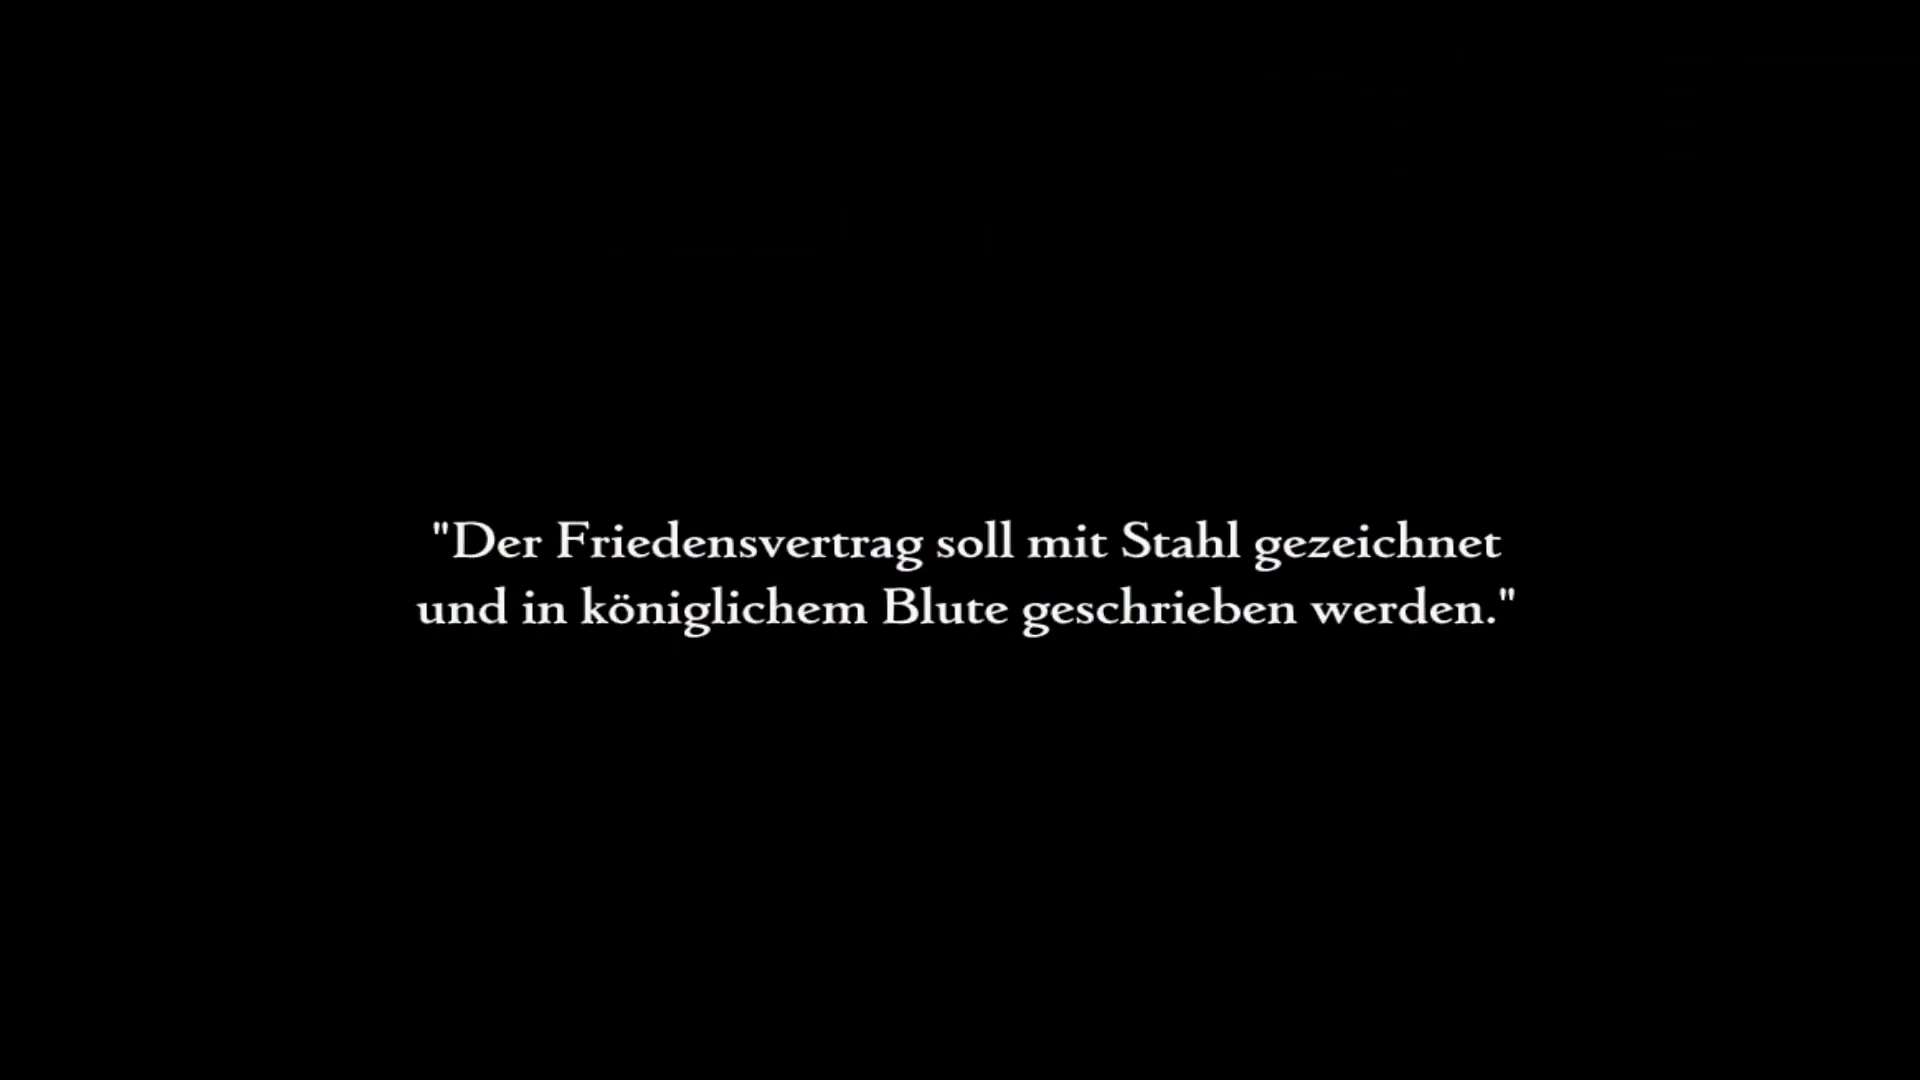 "Der Friedensvertrag soll mit Stahl gezeichnet
und in königlichem Blute geschrieben werden."